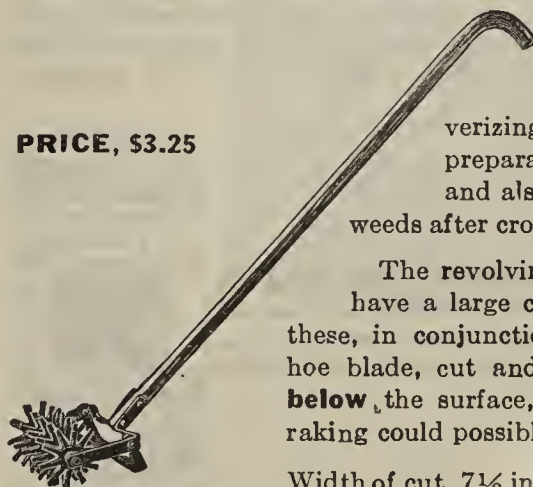 PRICE, $3.25
verizing
prepara
and als
weeds after cro
The revolvin
have a large c
these, in conjuncti
hoe blade, cut and
below the surface,
raking could possibl
Width of cut 7½ in